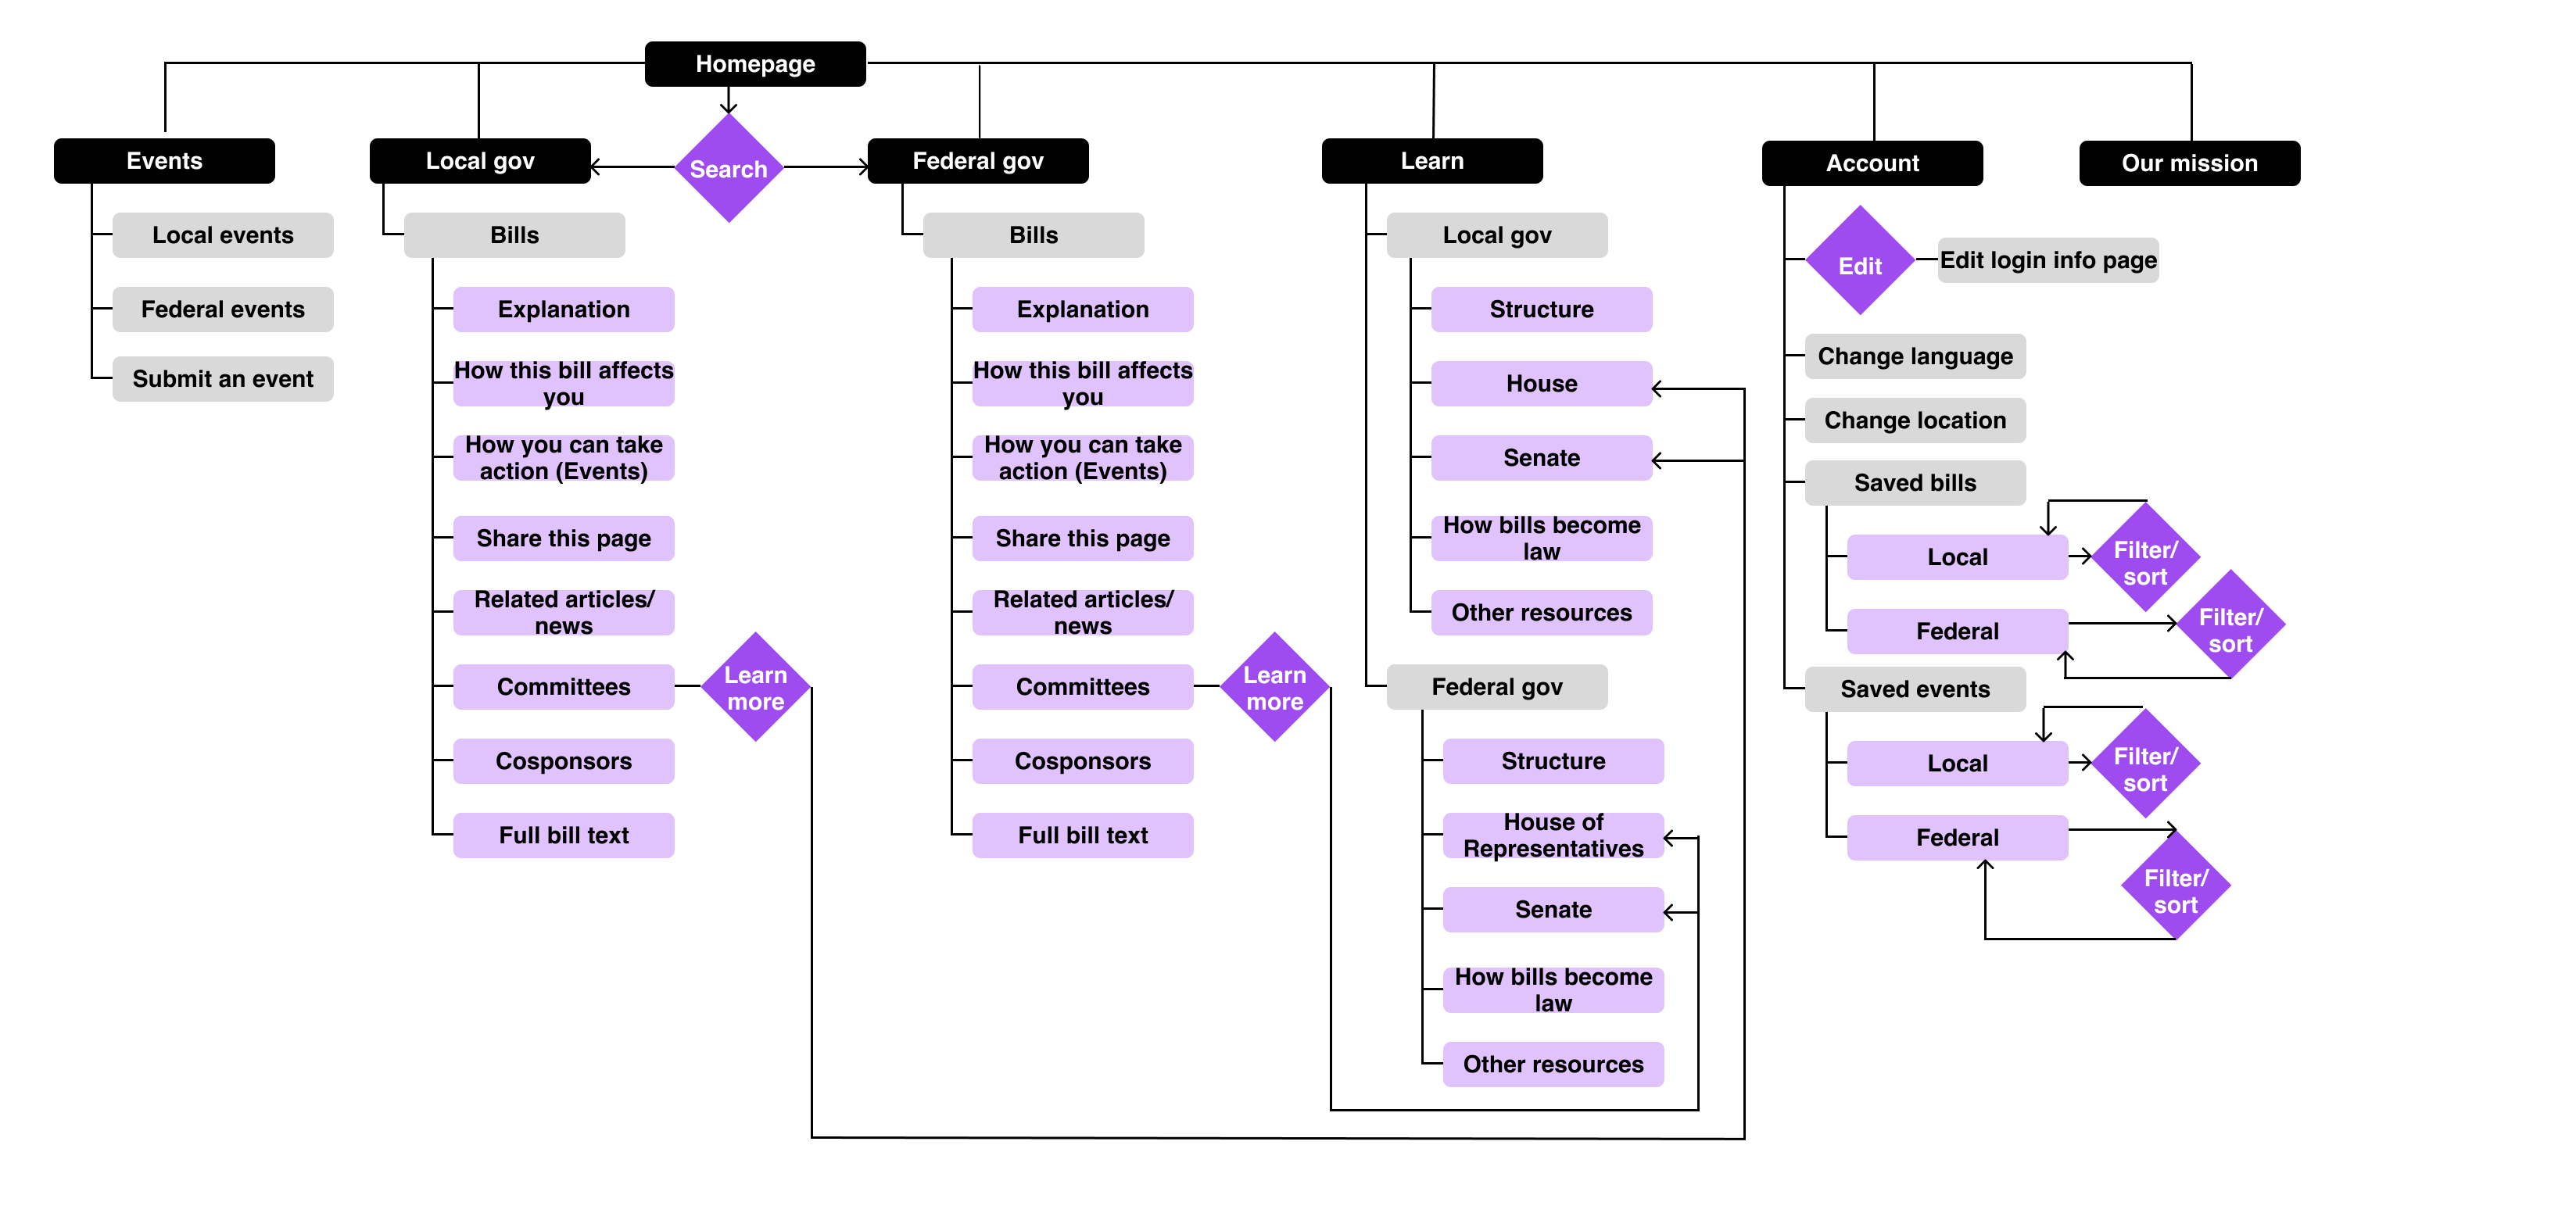 Homepage
Search
Events
Local events
Federal events
Submit an event
Local gov
Bills
Explanation
How this bill affects
you
How you can take
action (Events)
Share this page
Related articles/
news
Committees
Learn
more
Cosponsors
Full bill text
Federal gov
Bills
Explanation
How this bill affects
you
How you can take
action (Events)
Share this page
Related articles/
news
Committees
Learn
more
Cosponsors
Full bill text
Learn
Local gov
Structure
House
Senate
How bills become
law
Other resources
Federal gov
Structure
House of
Representatives
Senate
How bills become
law
Other resources
Account
Edit
Edit login info page
Change language
Change location
Saved bills
Local
Filter/
sort
Federal
Filter/
sort
Saved events
Local
Filter/
sort
Federal
Filter/
sort
Our mission